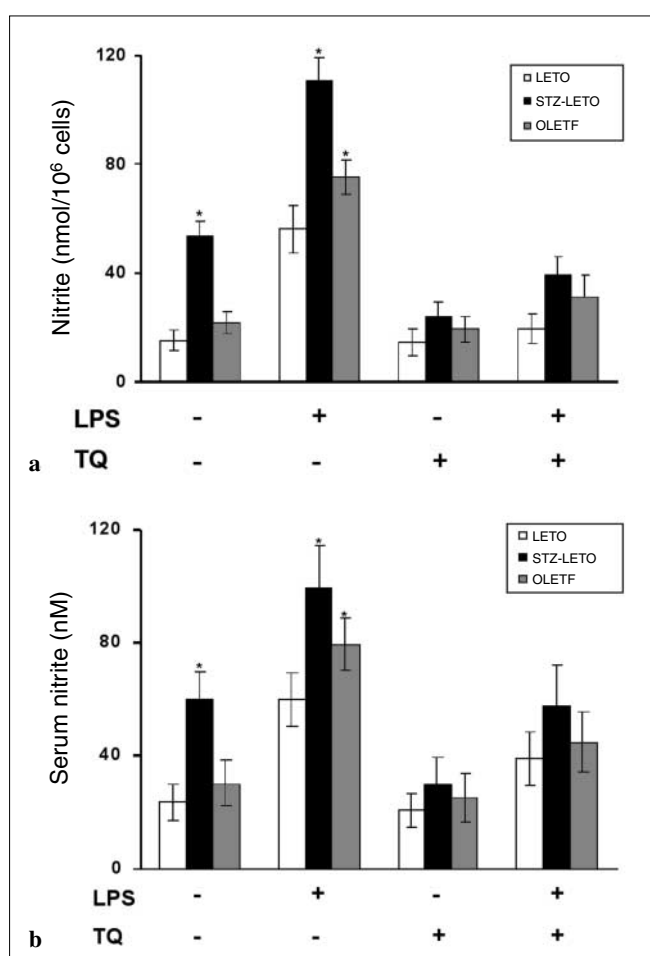 Nitrite (nmol/10⁶ cells)
120
80
40
0
LETO
STZ-LETO
OLETF
*
*
*
LPS - + - +
a TQ - - + +
Serum nitrite (nM)
120
80
40
0
LETO
STZ-LETO
OLETF
*
*
*
LPS - + - +
b TQ - - + +